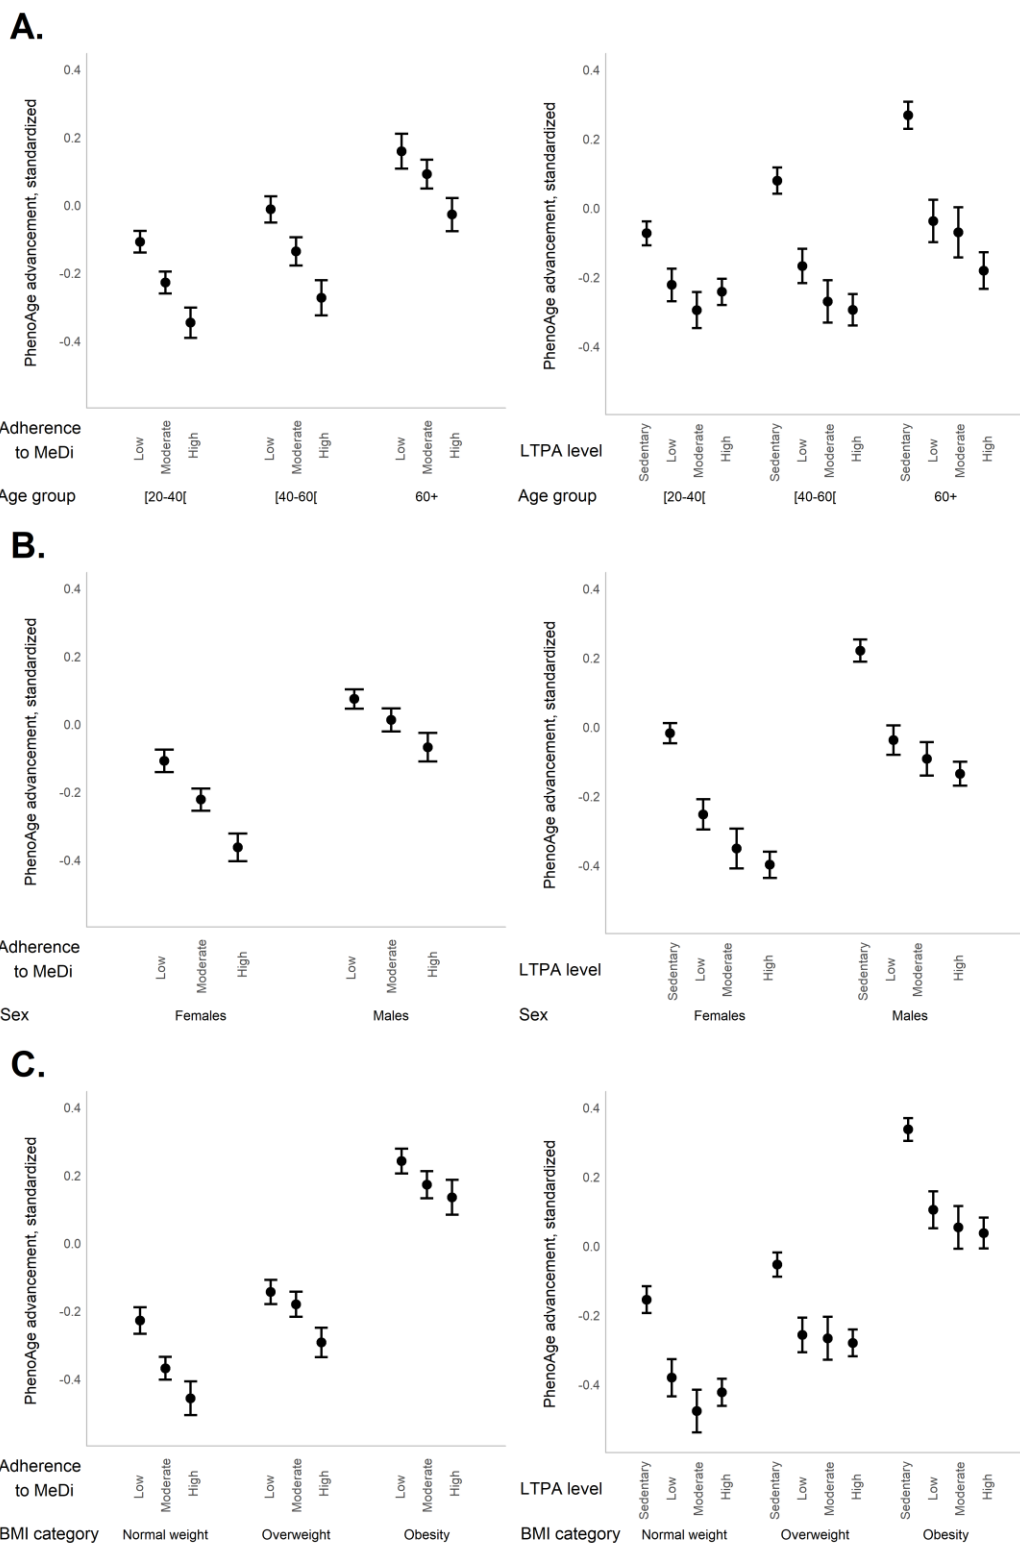 A.
PhenoAge advancement, standardized
0.4
0.2
0.0
-0.2
-0.4
Adherence
to MeDi
Low
Moderate
High
Low
Moderate
High
Low
Moderate
High
Age group
[20-40[
[40-60[
60+
PhenoAge advancement, standardized
0.4
0.2
0.0
-0.2
-0.4
LTPA level
Sedentary
Low
Moderate
High
Sedentary
Low
Moderate
High
Sedentary
Low
Moderate
High
Age group
[20-40[
[40-60[
60+
B.
PhenoAge advancement, standardized
0.4
0.2
0.0
-0.2
-0.4
Adherence
to MeDi
Low
Moderate
High
Low
Moderate
High
Sex
Females
Males
PhenoAge advancement, standardized
0.4
0.2
0.0
-0.2
-0.4
LTPA level
Sedentary
Low
Moderate
High
Sedentary
Low
Moderate
High
Sex
Females
Males
C.
PhenoAge advancement, standardized
0.4
0.2
0.0
-0.2
-0.4
Adherence
to MeDi
Low
Moderate
High
Low
Moderate
High
Low
Moderate
High
BMI category
Normal weight
Overweight
Obesity
PhenoAge advancement, standardized
0.4
0.2
0.0
-0.2
-0.4
LTPA level
Sedentary
Low
Moderate
High
Sedentary
Low
Moderate
High
Sedentary
Low
Moderate
High
BMI category
Normal weight
Overweight
Obesity